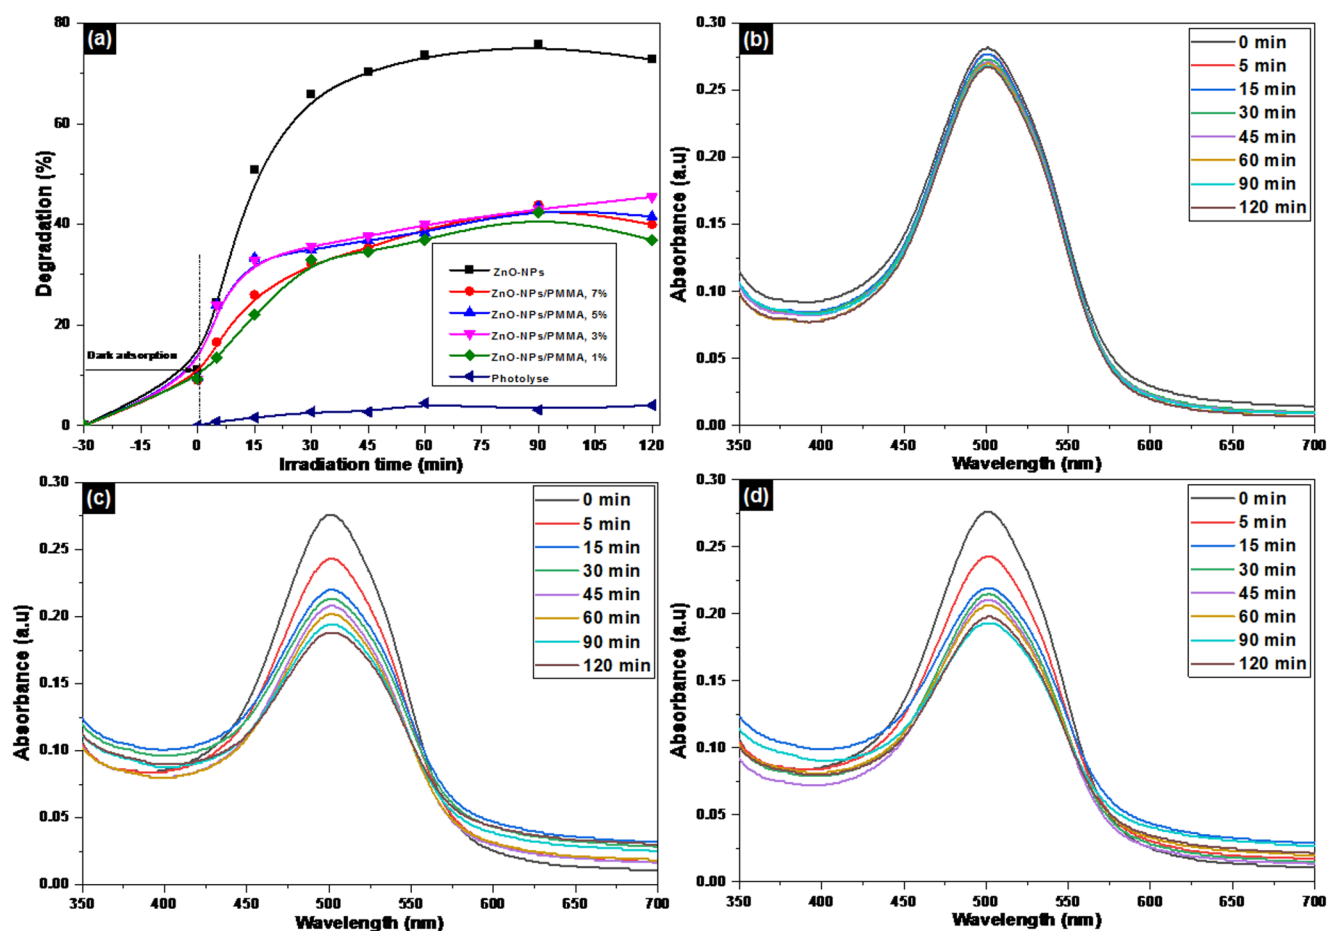 (a)
80
60
40
20
0
Degradation (%)
Dark adsorption
ZnO-NPs
ZnO-NPs/PMMA, 7%
ZnO-NPs/PMMA, 5%
ZnO-NPs/PMMA, 3%
ZnO-NPs/PMMA, 1%
Photolyse
-30 -15 0 15 30 45 60 75 90 105 120
Irradiation time (min)
(b)
0.30
0.25
0.20
0.15
0.10
0.05
0.00
Absorbance (a.u)
0 min
5 min
15 min
30 min
45 min
60 min
90 min
120 min
350 400 450 500 550 600 650 700
Wavelength (nm)
(c)
0.30
0.25
0.20
0.15
0.10
0.05
0.00
Absorbance (a.u)
0 min
5 min
15 min
30 min
45 min
60 min
90 min
120 min
350 400 450 500 550 600 650 700
Wavelength (nm)
(d)
0.30
0.25
0.20
0.15
0.10
0.05
0.00
Absorbance (a.u)
0 min
5 min
15 min
30 min
45 min
60 min
90 min
120 min
350 400 450 500 550 600 650 700
Wavelength (nm)